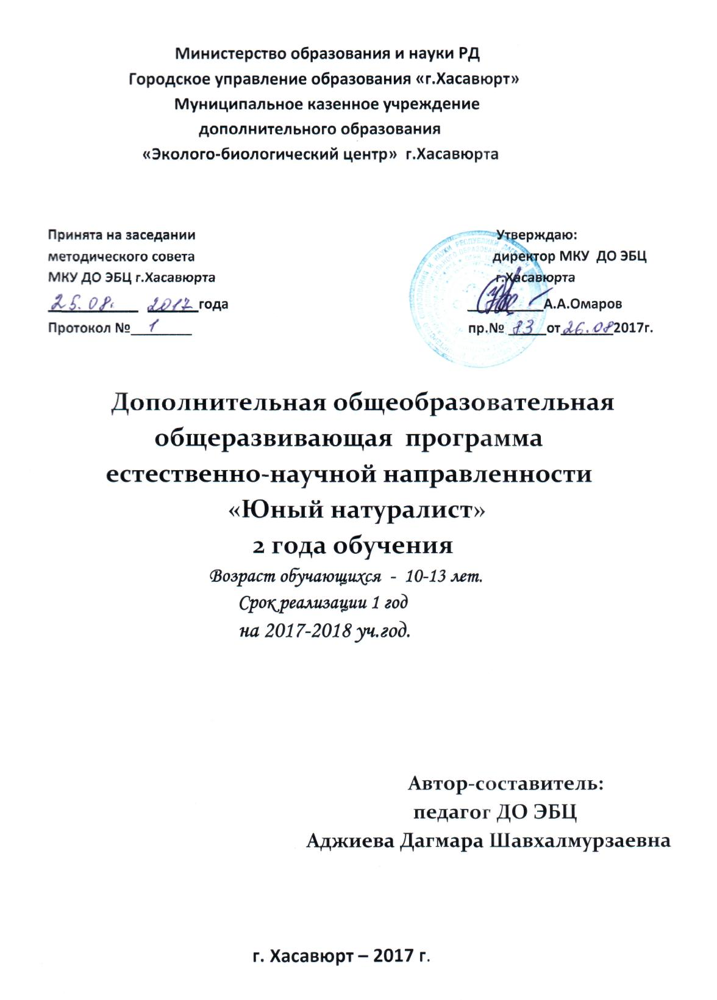 Министерство образования и науки РД
Городское управление образования «г.Хасавюрт»
Муниципальное казенное учреждение
дополнительного образования
«Эколого-биологический центр» г.Хасавюрта
Принята на заседании
методического совета
МКУ ДО ЭБЦ г.Хасавюрта
25.08. 2017 года
Протокол № 1
Утверждаю:
директор МКУ ДО ЭБЦ
г.Хасавюрта
А.А.Омаров
пр.№ 83 от 26.08 2017г.
Дополнительная общеобразовательная
общеразвивающая программа
естественно-научной направленности
«Юный натуралист»
2 года обучения
Возраст обучающихся - 10-13 лет.
Срок реализации 1 год
на 2017-2018 уч.год.
Автор-составитель:
педагог ДО ЭБЦ
Аджиева Дагмара Шавхалмурзаевна
г. Хасавюрт – 2017 г.